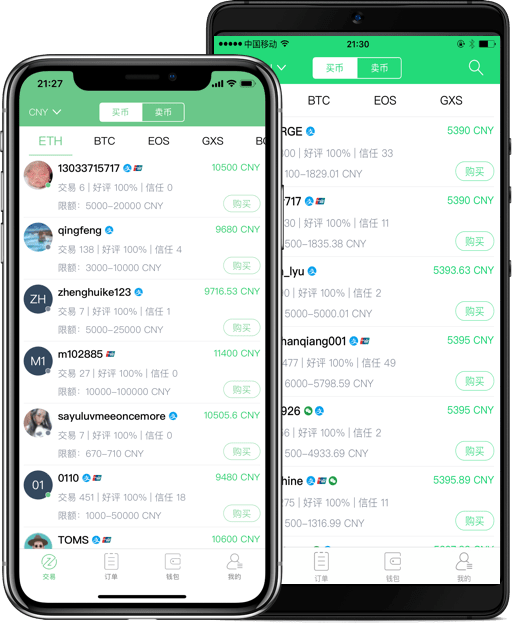 中国移动
21:30
买币
卖币
BTC
EOS
GXS
RGE
5390 CNY
300 | 好评 100% | 信任 33
100-1829.01 CNY
购买
717
5390 CNY
30 | 好评 100% | 信任 11
500-1835.38 CNY
购买
_lyu
5393.63 CNY
90 | 好评 100% | 信任 2
5000-5000.01 CNY
购买
hanqiang001
5395 CNY
477 | 好评 100% | 信任 49
6000-5798.59 CNY
购买
926
5395 CNY
56 | 好评 100% | 信任 2
500-4933.69 CNY
购买
hine
5395.89 CNY
275 | 好评 100% | 信任 11
500-1316.99 CNY
购买
订单
钱包
我的
21:27
CNY
买币
卖币
ETH
BTC
EOS
GXS
13033715717
10500 CNY
交易 6 | 好评 100% | 信任 0
限额：5000-20000 CNY
购买
qingfeng
9680 CNY
交易 138 | 好评 100% | 信任 4
限额：3000-10000 CNY
购买
ZH
zhenghuike123
9716.53 CNY
交易 7 | 好评 100% | 信任 1
限额：5000-25000 CNY
购买
M1
m102885
11400 CNY
交易 27 | 好评 100% | 信任 0
限额：10000-100000 CNY
购买
sayuluvmeeoncemore
10505.6 CNY
交易 7 | 好评 100% | 信任 0
限额：670-710 CNY
购买
01
0110
9480 CNY
交易 451 | 好评 100% | 信任 18
限额：1000-50000 CNY
购买
TOMS
10600 CNY
交易
订单
钱包
我的